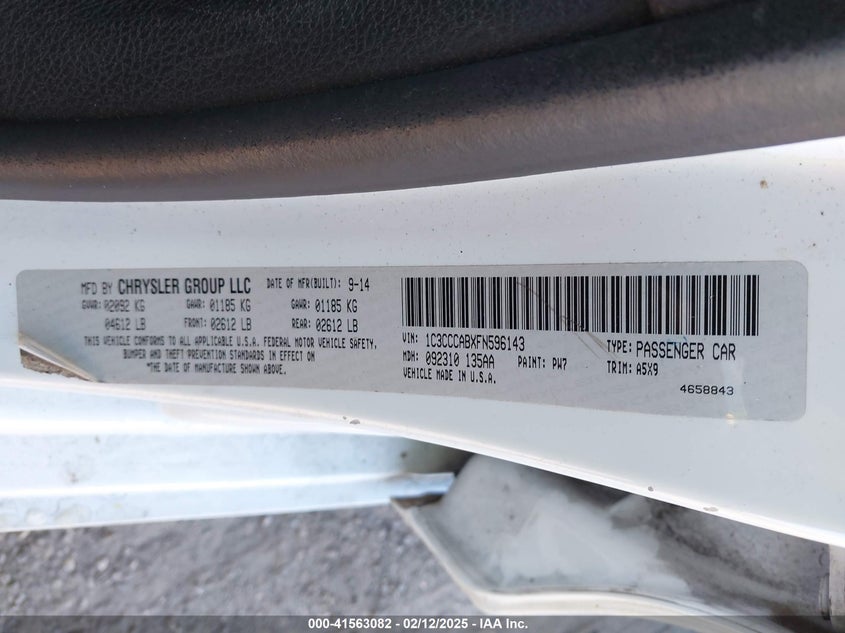 MFD BY CHRYSLER GROUP LLC DATE OF MFR(BUILT): 9-14
GVWR: 02092 KG GAWR: 01185 KG GAWR: 01185 KG
04612 LB FRONT: 02612 LB REAR: 02612 LB
THIS VEHICLE CONFORMS TO ALL APPLICABLE U.S.A. FEDERAL MOTOR VEHICLE SAFETY,
BUMPER AND THEFT PREVENTION STANDARDS IN EFFECT ON
*THE DATE OF MANUFACTURE SHOWN ABOVE.
VIN: 1C3CCCABXFN596143 TYPE: PASSENGER CAR
MDH: 092310 135AA PAINT: PW7 TRIM: A5X9
VEHICLE MADE IN U.S.A.
4658843
000-41563082 - 02/12/2025 - IAA Inc.